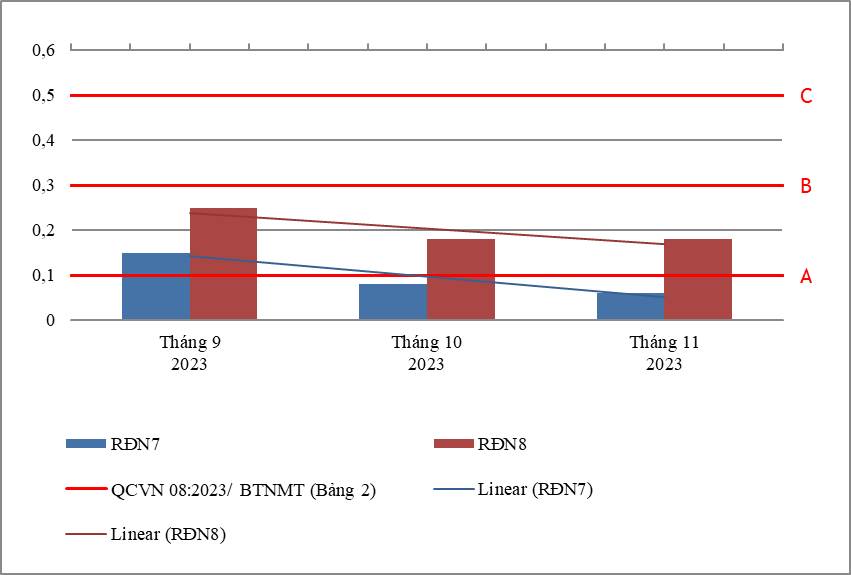 0,6
0,5
C
0,4
0,3
B
0,2
0,1
A
0
Tháng 9
2023
Tháng 10
2023
Tháng 11
2023
RĐN7
RĐN8
QCVN 08:2023/ BTNMT (Bảng 2)
Linear (RĐN7)
Linear (RĐN8)